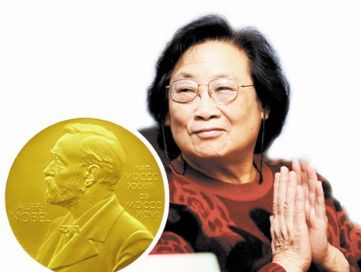 ALFR·
NOBEL
NAT·
MDCCC
XXXIII
OB·
MDCCC
XCVI